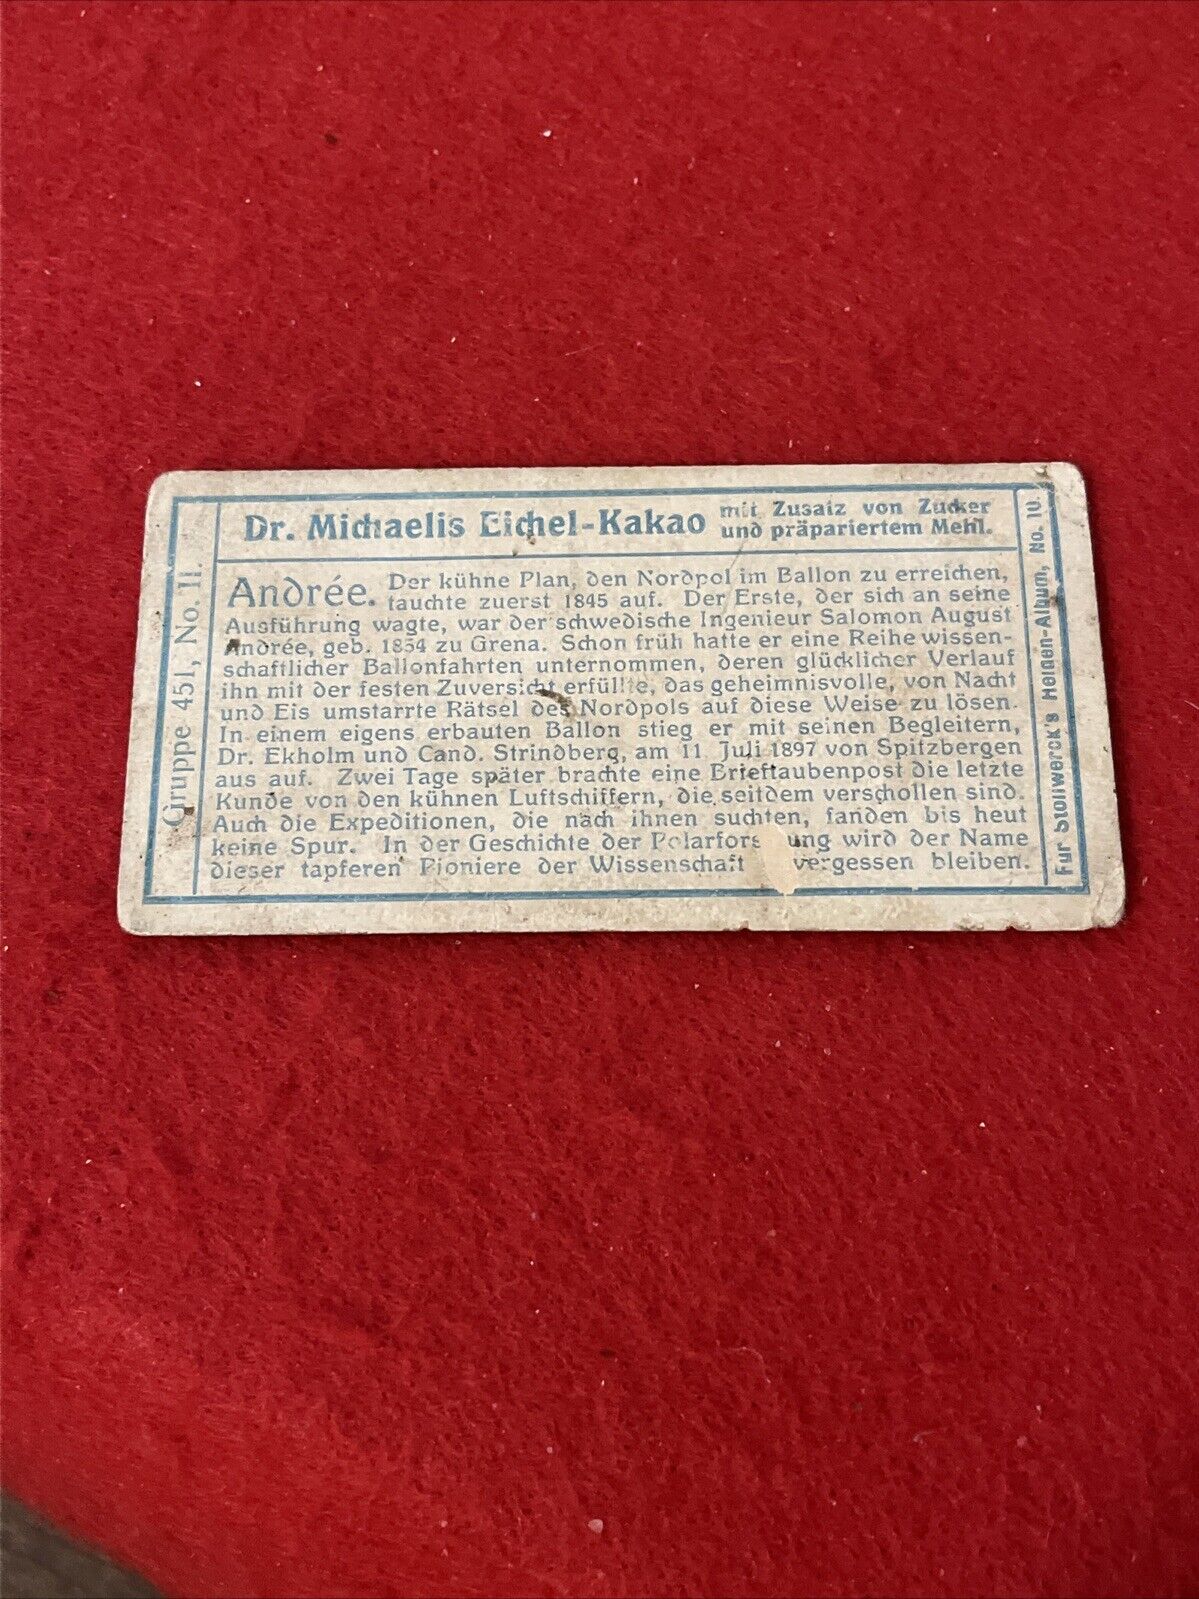 Gruppe 451, No. II.
Dr. Michaelis Eichel-Kakao
mit Zusatz von Zucker
und präpariertem Mehl.
Andrée. Der kühne Plan, den Nordpol im Ballon zu erreichen,
tauchte zuerst 1845 auf. Der Erste, der sich an seine
Ausführung wagte, war der schwedische Ingenieur Salomon August
Andrée, geb. 1854 zu Grena. Schon früh hatte er eine Reihe wissen-
schaftlicher Ballonfahrten unternommen, deren glücklicher Verlauf
ihn mit der festen Zuversicht erfüllte, das geheimnisvolle, von Nacht
und Eis umstarrte Rätsel des Nordpols auf diese Weise zu lösen.
In einem eigens erbauten Ballon stieg er mit seinen Begleitern,
Dr. Ekholm und Cand. Strindberg, am 11. Juli 1897 von Spitzbergen
aus auf. Zwei Tage später brachte eine Brieftaubenpost die letzte
Kunde von den kühnen Luftschiffern, die seitdem verschollen sind.
Auch die Expeditionen, die nach ihnen suchten, fanden bis heut
keine Spur. In der Geschichte der Polarfors ung wird der Name
dieser tapferen Pioniere der Wissenschaft vergessen bleiben.
Für Stollwerck's Helden-Album, No. 10.